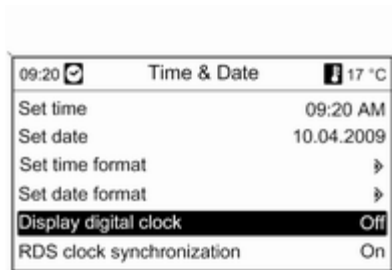 09:20 Time & Date 17 °C
Set time 09:20 AM
Set date 10.04.2009
Set time format
Set date format
Display digital clock Off
RDS clock synchronization On